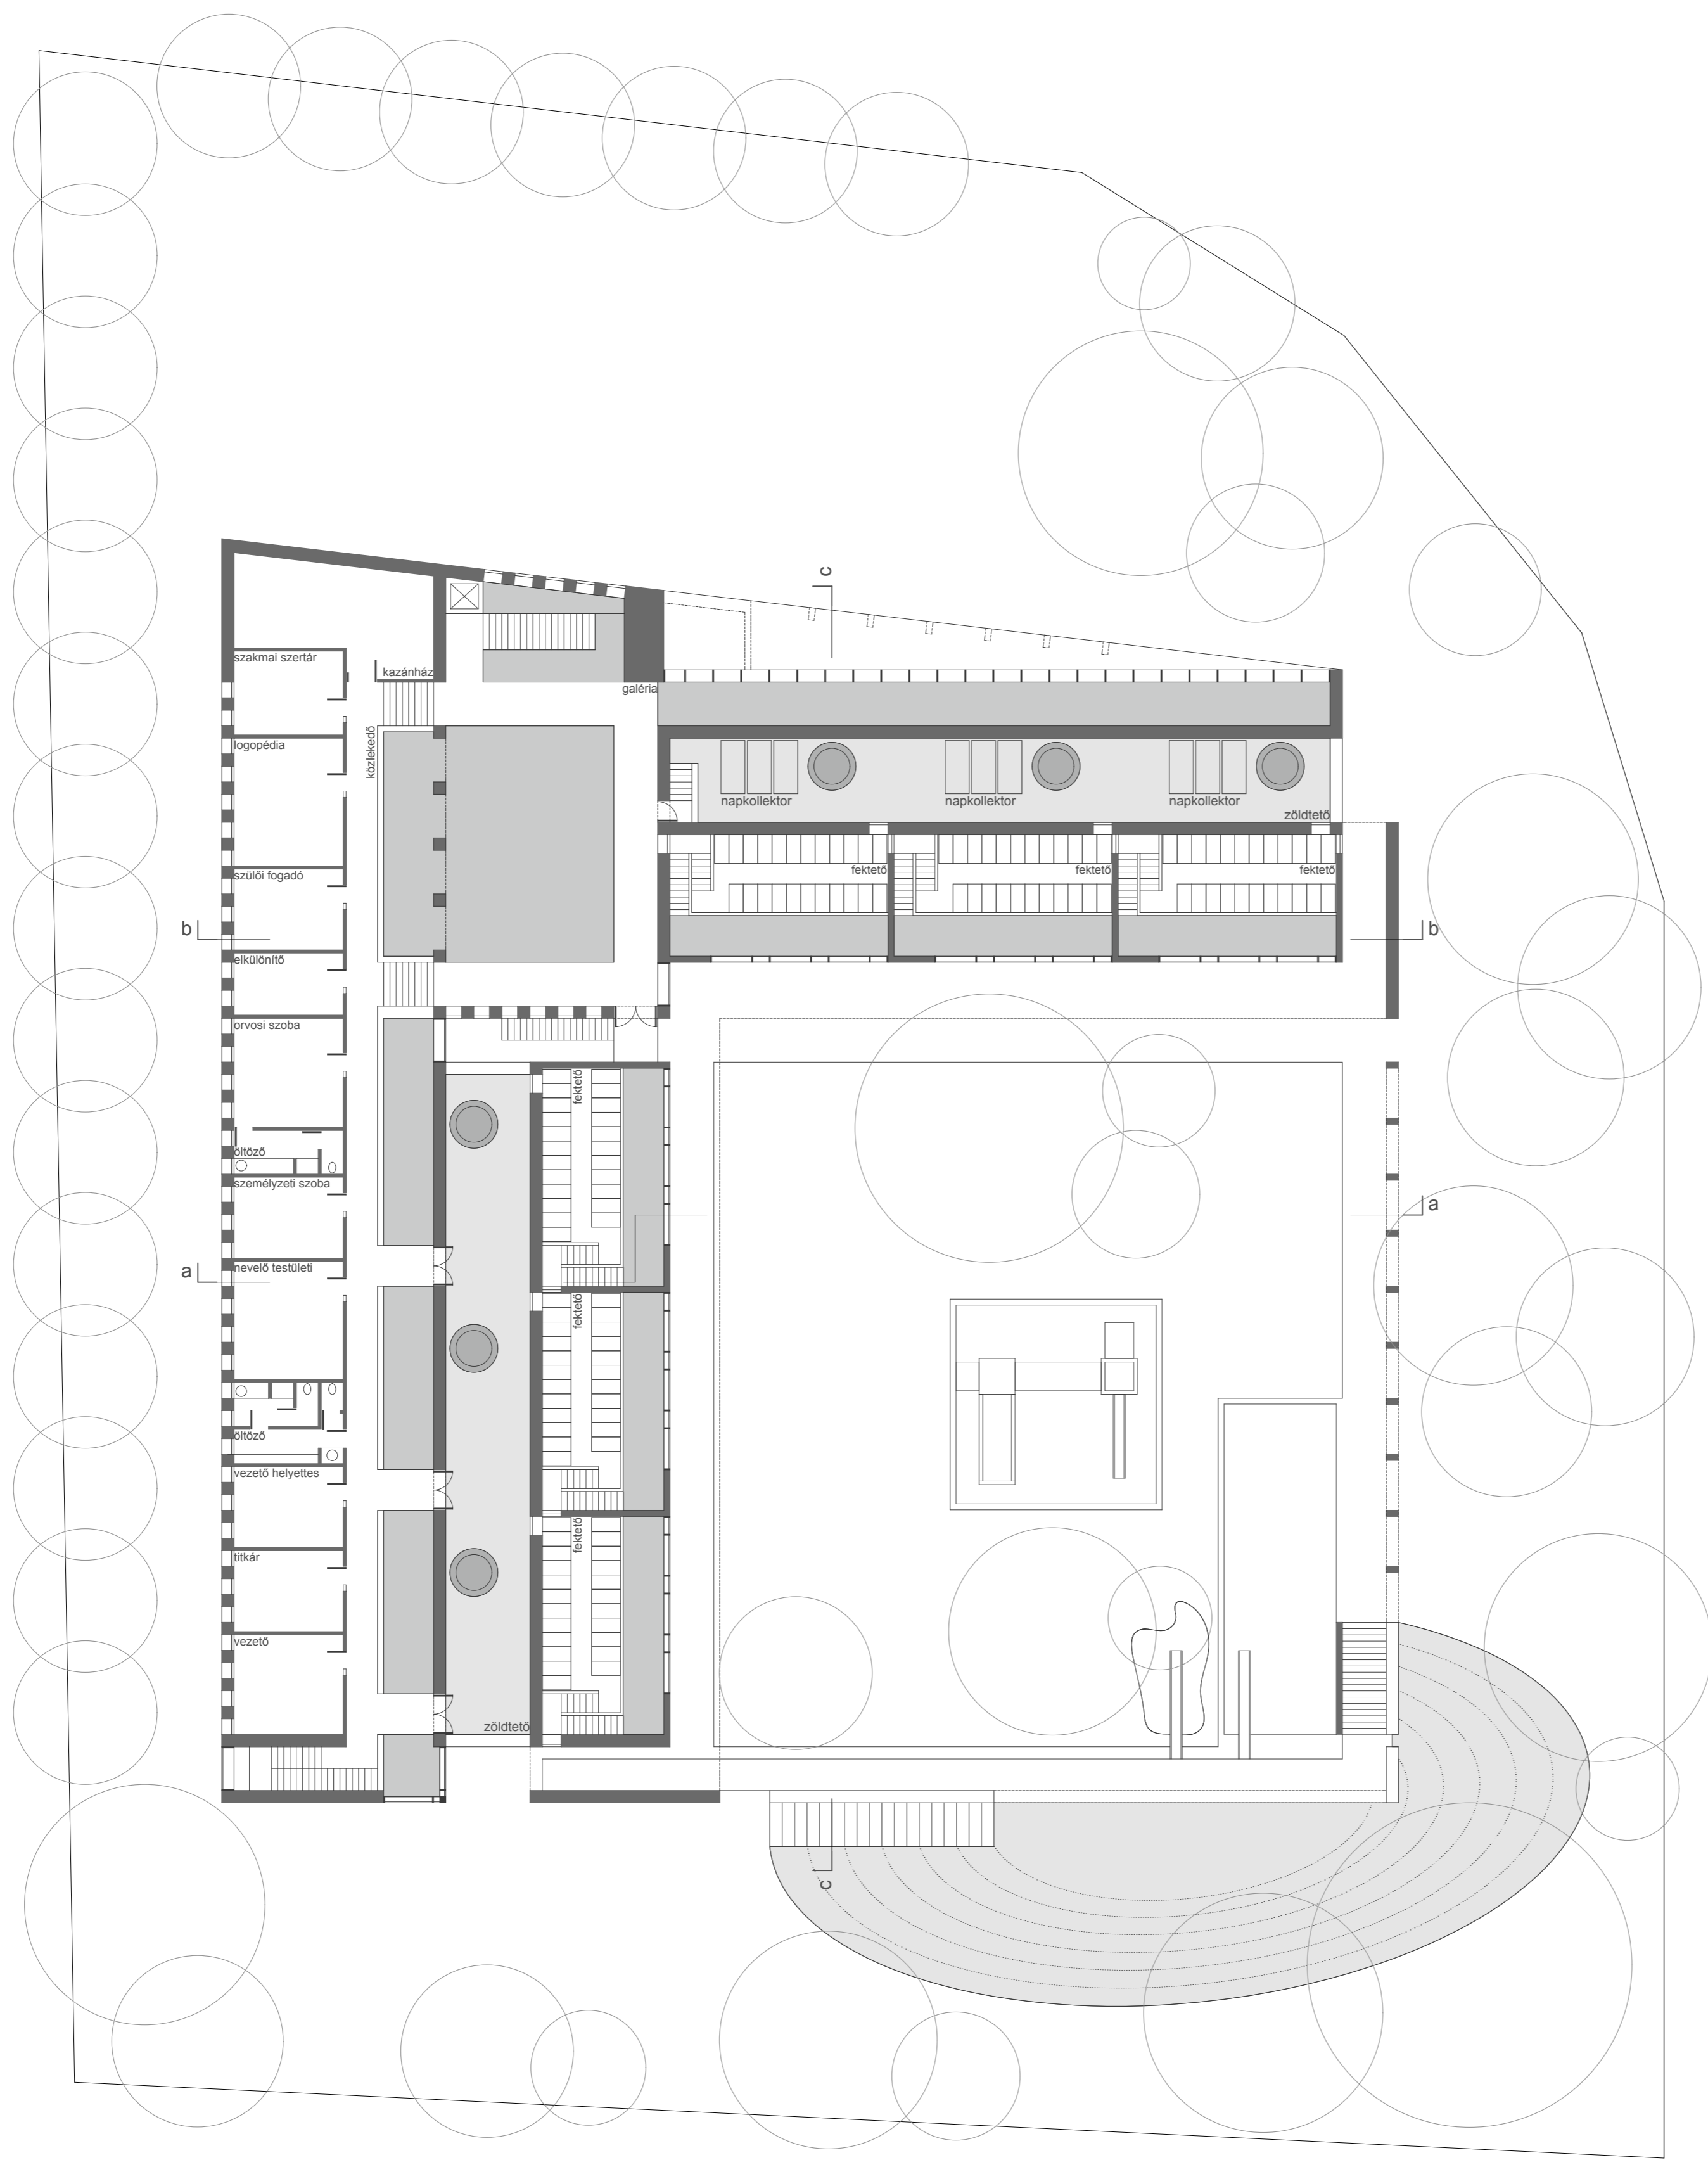 c
szakmai szertár
kazánház
galéria
közlekedő
logopédia
napkollektor
napkollektor
napkollektor
zöldtető
szülői fogadó
fektető
fektető
fektető
b
b
elkülönítő
orvosi szoba
fektető
öltöző
személyzeti szoba
a
nevelő testületi
a
fektető
öltöző
vezető helyettes
fektető
titkár
vezető
zöldtető
c